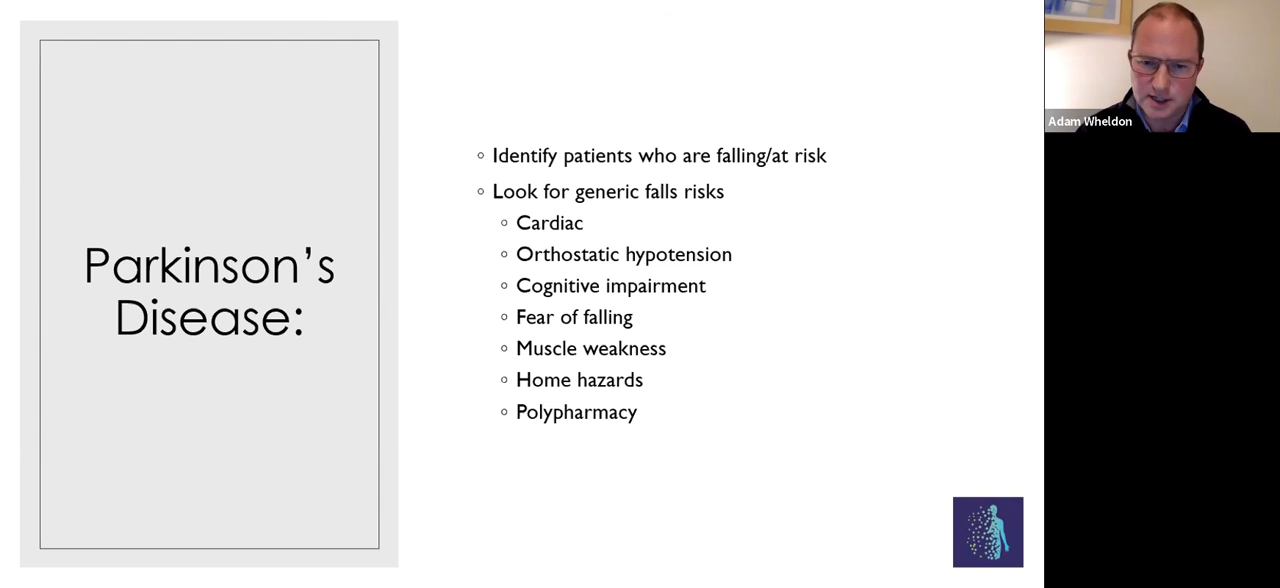 Parkinson’s
Disease:
Identify patients who are falling/at risk
Look for generic falls risks
Cardiac
Orthostatic hypotension
Cognitive impairment
Fear of falling
Muscle weakness
Home hazards
Polypharmacy
Adam Wheldon